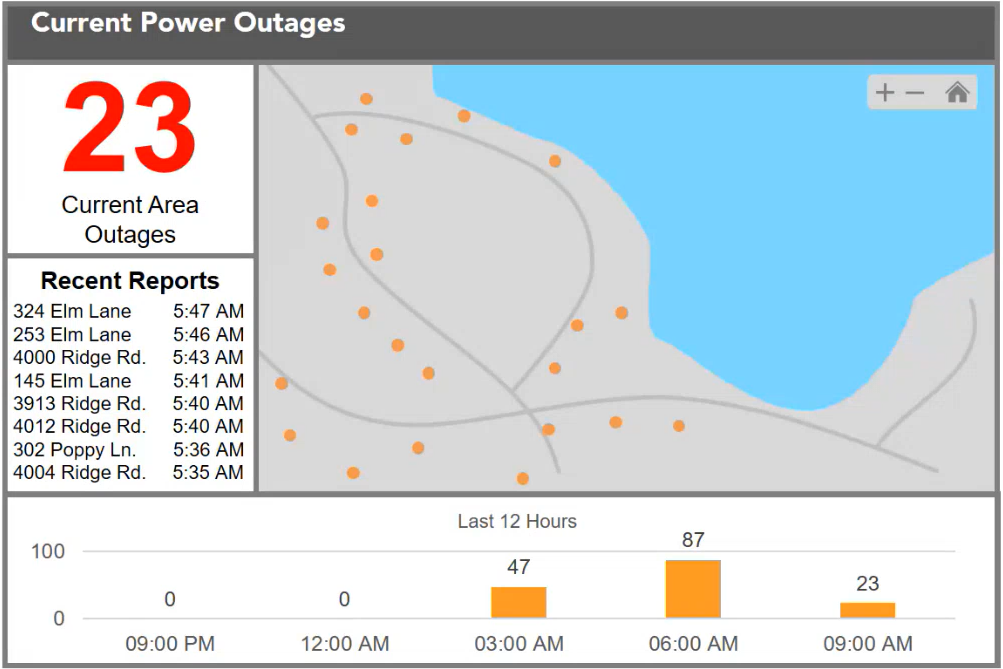 Current Power Outages
23
Current Area
Outages
Recent Reports
324 Elm Lane 5:47 AM
253 Elm Lane 5:46 AM
4000 Ridge Rd. 5:43 AM
145 Elm Lane 5:41 AM
3913 Ridge Rd. 5:40 AM
4012 Ridge Rd. 5:40 AM
302 Poppy Ln. 5:36 AM
4004 Ridge Rd. 5:35 AM
Last 12 Hours
100
0
0
0
47
87
23
09:00 PM 12:00 AM 03:00 AM 06:00 AM 09:00 AM